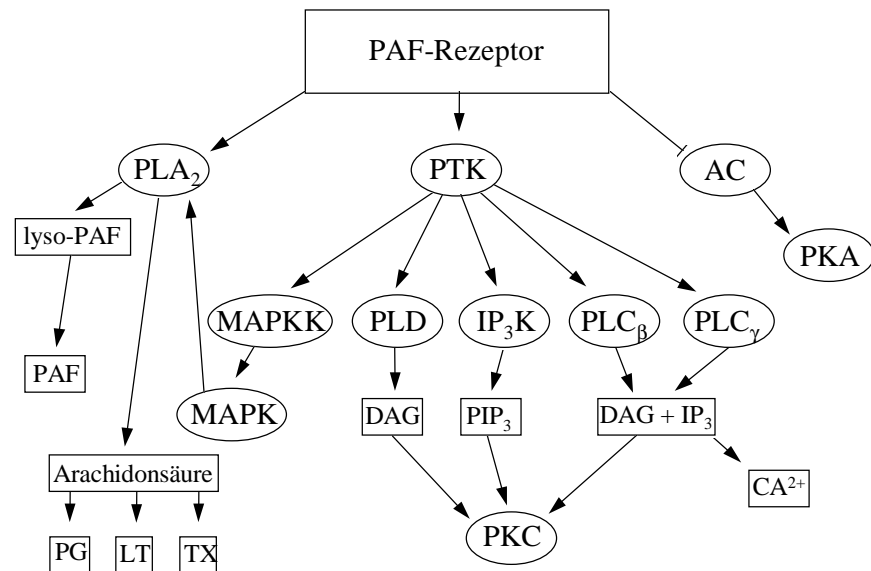 PAF-Rezeptor
PLA₂
PTK
AC
lyso-PAF
PKA
MAPKK
PLD
IP₃K
PLCβ
PLCγ
PAF
MAPK
DAG
PIP₃
DAG + IP₃
Arachidonsäure
CA²⁺
PG
LT
TX
PKC